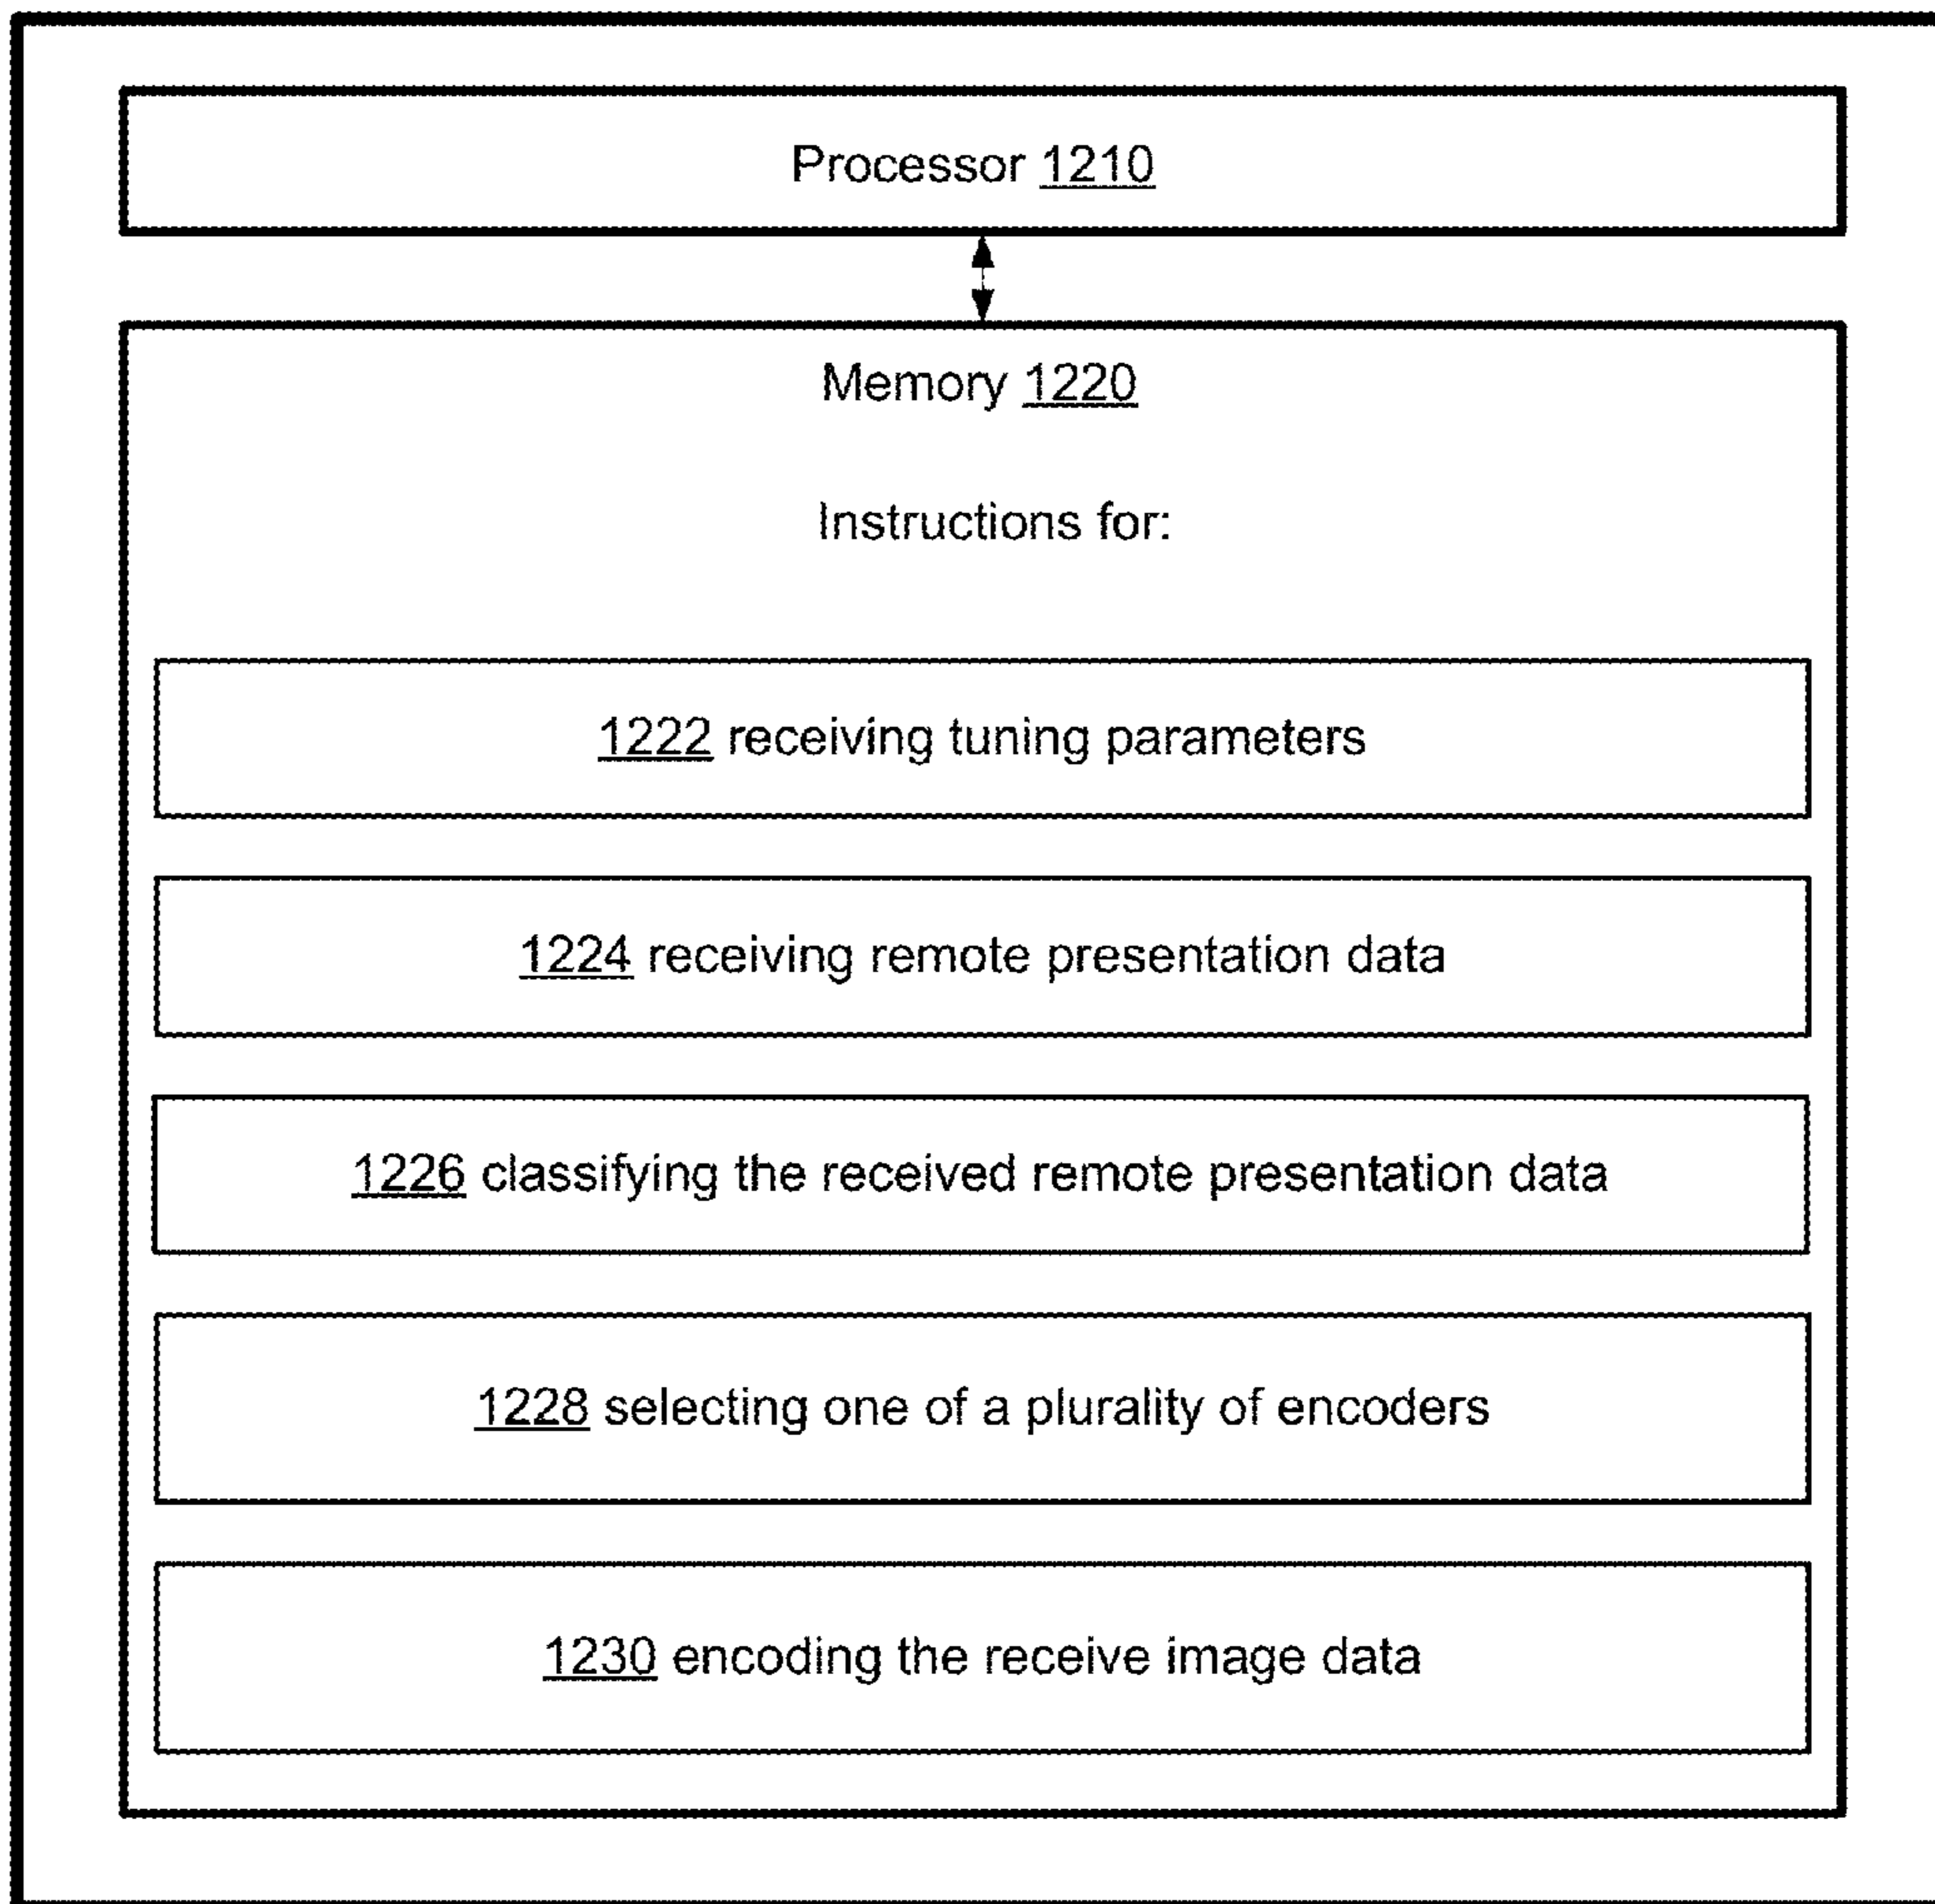 Processor 1210
Memory 1220
Instructions for:
1222 receiving tuning parameters
1224 receiving remote presentation data
1226 classifying the received remote presentation data
1228 selecting one of a plurality of encoders
1230 encoding the receive image data